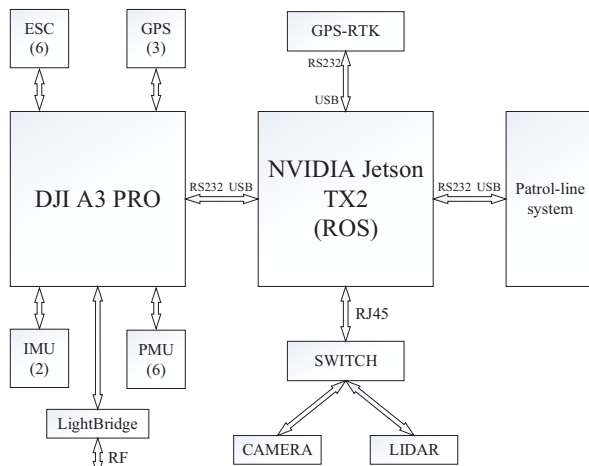 ESC
(6)
GPS
(3)
GPS-RTK
RS232
USB
DJI A3 PRO
RS232 USB
NVIDIA Jetson
TX2
(ROS)
RS232 USB
Patrol-line
system
IMU
(2)
PMU
(6)
RJ45
SWITCH
LightBridge
RF
CAMERA
LIDAR